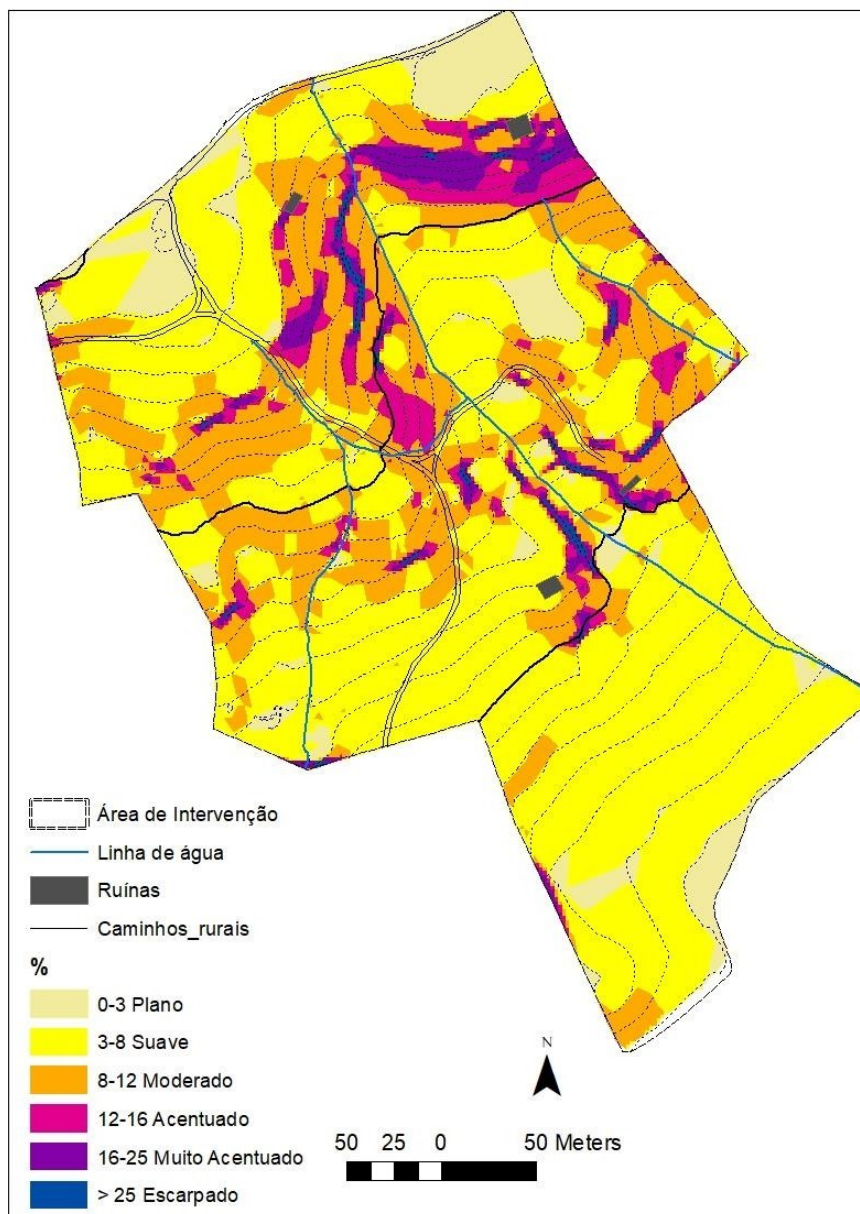 Área de Intervenção
Linha de água
Ruínas
Caminhos_rurais
%
0-3 Plano
3-8 Suave
8-12 Moderado
12-16 Acentuado
16-25 Muito Acentuado
> 25 Escarpado
N
50 25 0 50 Meters